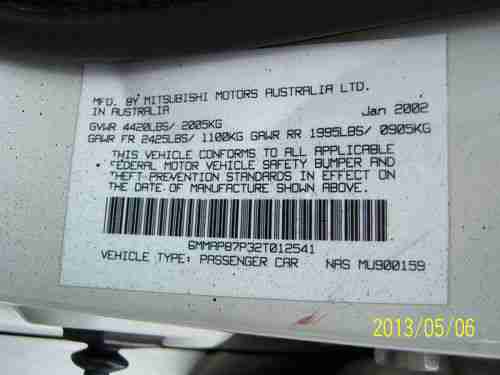 MFD. BY MITSUBISHI MOTORS AUSTRALIA LTD.
IN AUSTRALIA Jan 2002
GVWR 4420LBS/ 2005KG
GAWR FR 2425LBS/ 1100KG GAWR RR 1995LBS/ 0905KG
THIS VEHICLE CONFORMS TO ALL APPLICABLE
FEDERAL MOTOR VEHICLE SAFETY BUMPER AND
THEFT PREVENTION STANDARDS IN EFFECT ON
THE DATE OF MANUFACTURE SHOWN ABOVE.
6MMAP87P32T012541
VEHICLE TYPE: PASSENGER CAR NAS MU900159
2013/05/06